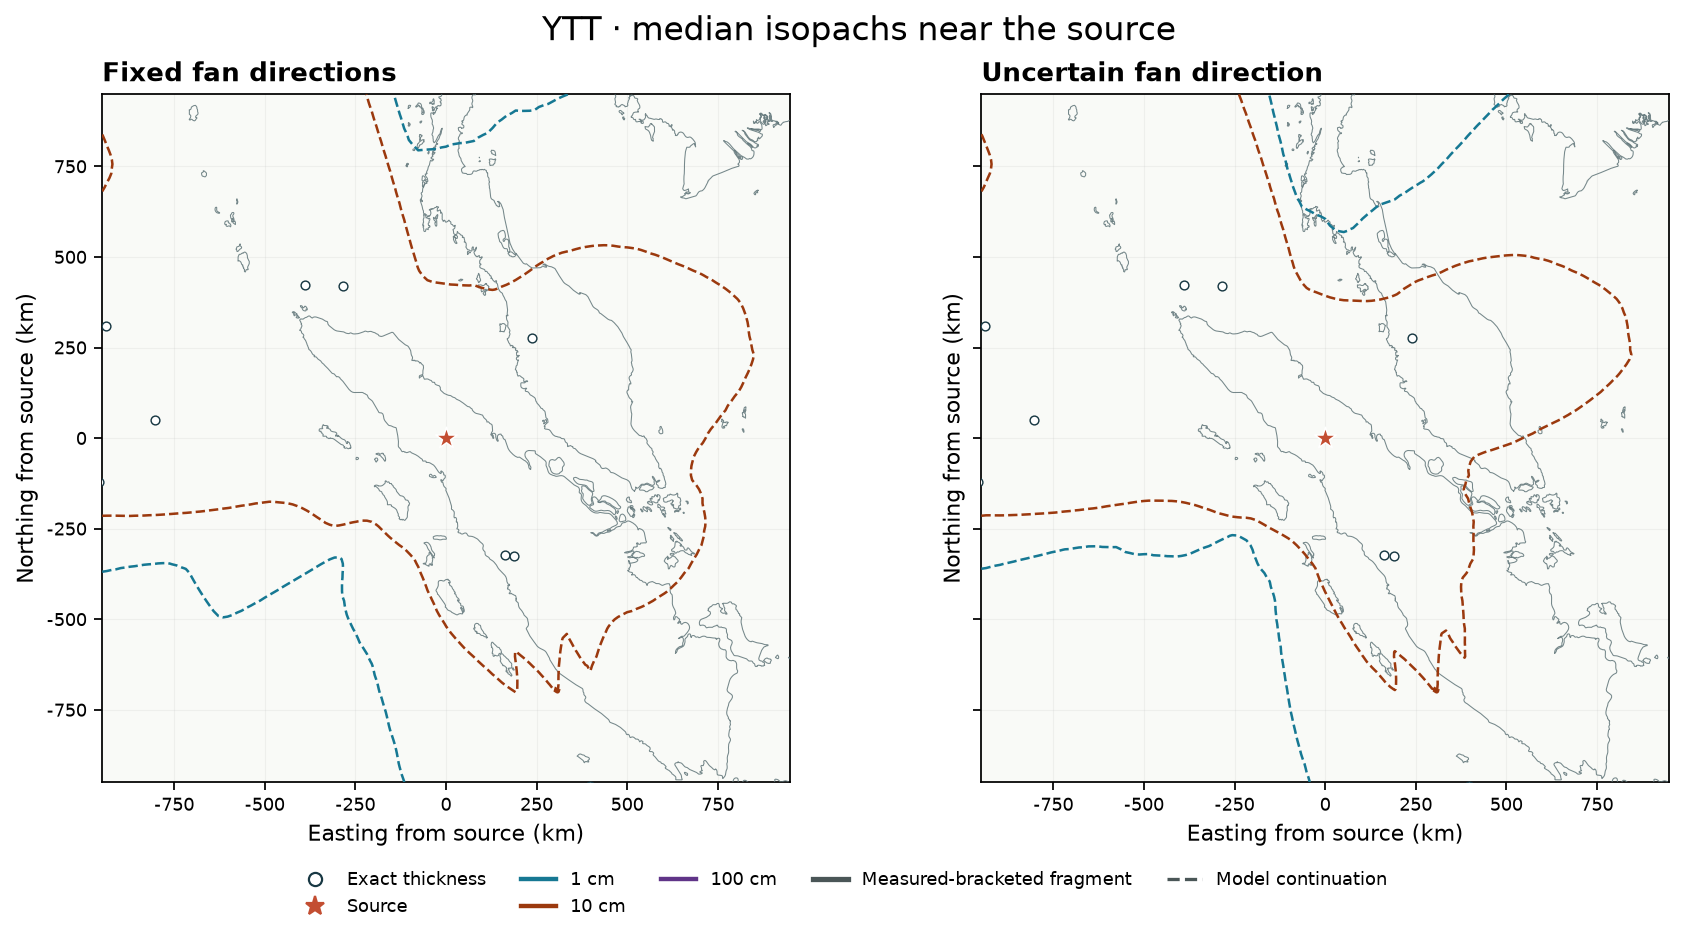 YTT · median isopachs near the source
Fixed fan directions
Uncertain fan direction
Northing from source (km)
750
500
250
0
-250
-500
-750
-750
-500
-250
0
250
500
750
Easting from source (km)
Northing from source (km)
-750
-500
-250
0
250
500
750
Easting from source (km)
Exact thickness
1 cm
100 cm
Measured-bracketed fragment
Model continuation
Source
10 cm